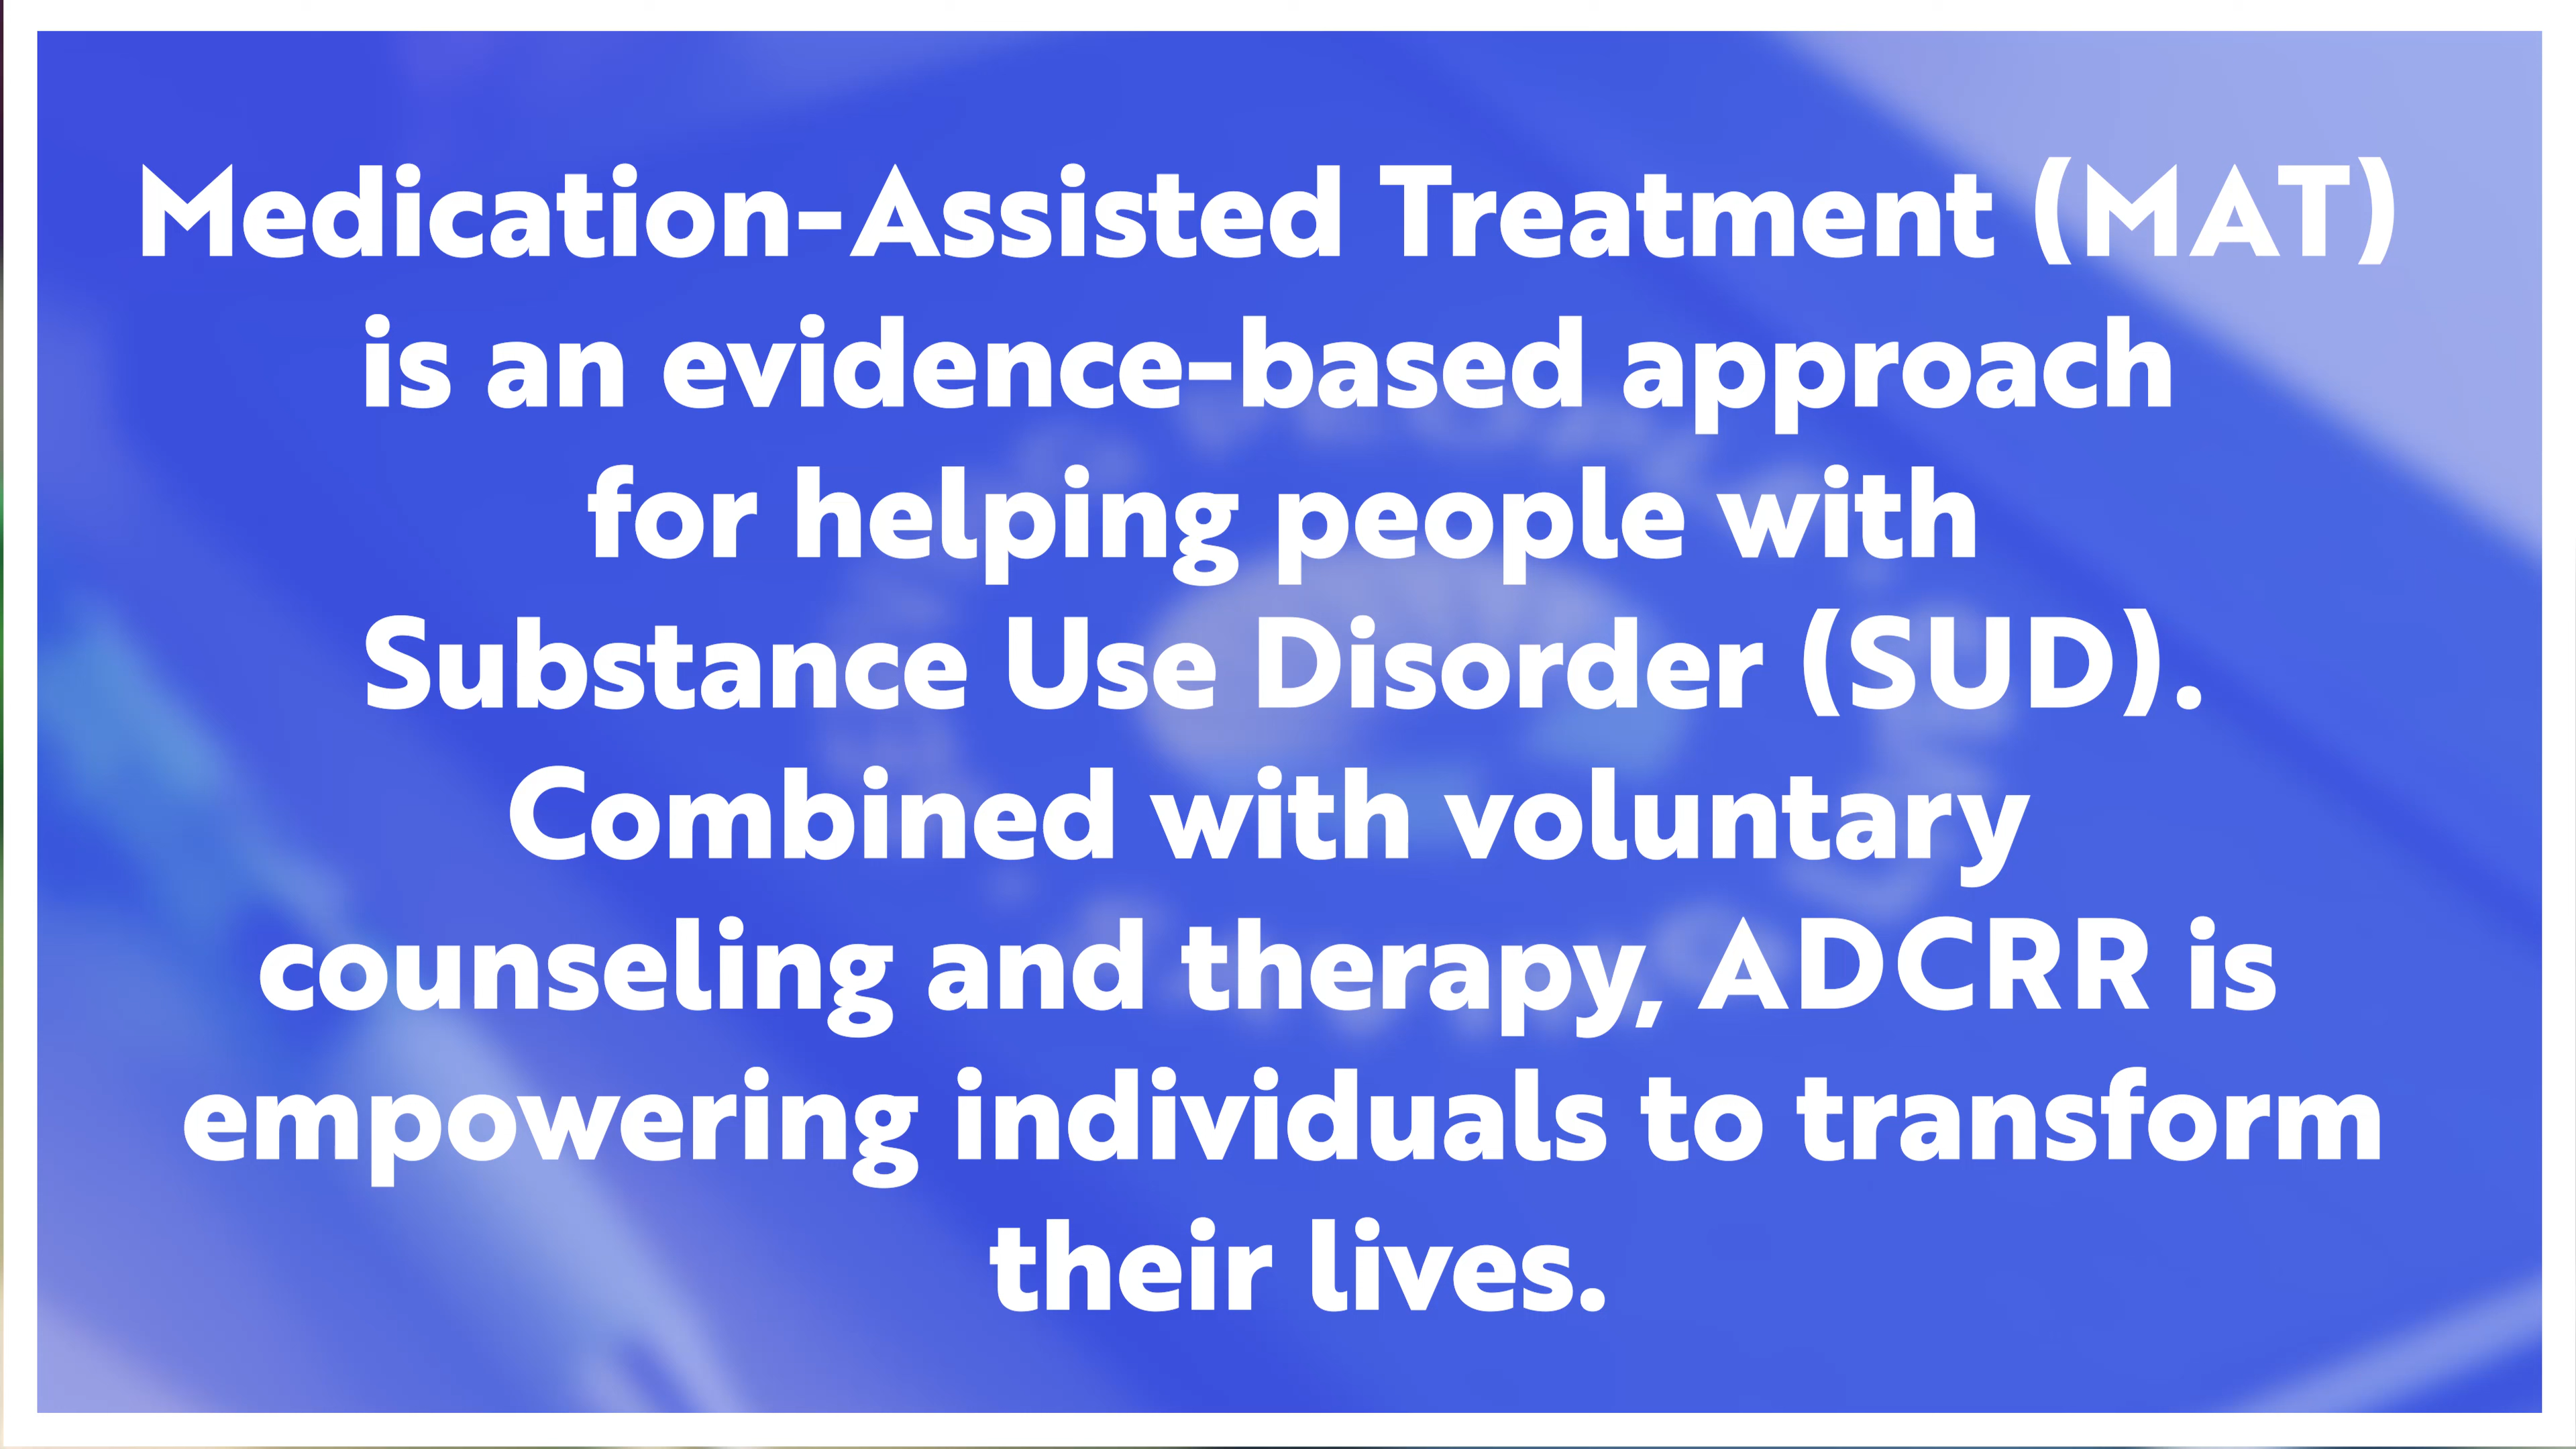 Medication-Assisted Treatment (MAT)
is an evidence-based approach
for helping people with
Substance Use Disorder (SUD).
Combined with voluntary
counseling and therapy, ADCRR is
empowering individuals to transform
their lives.